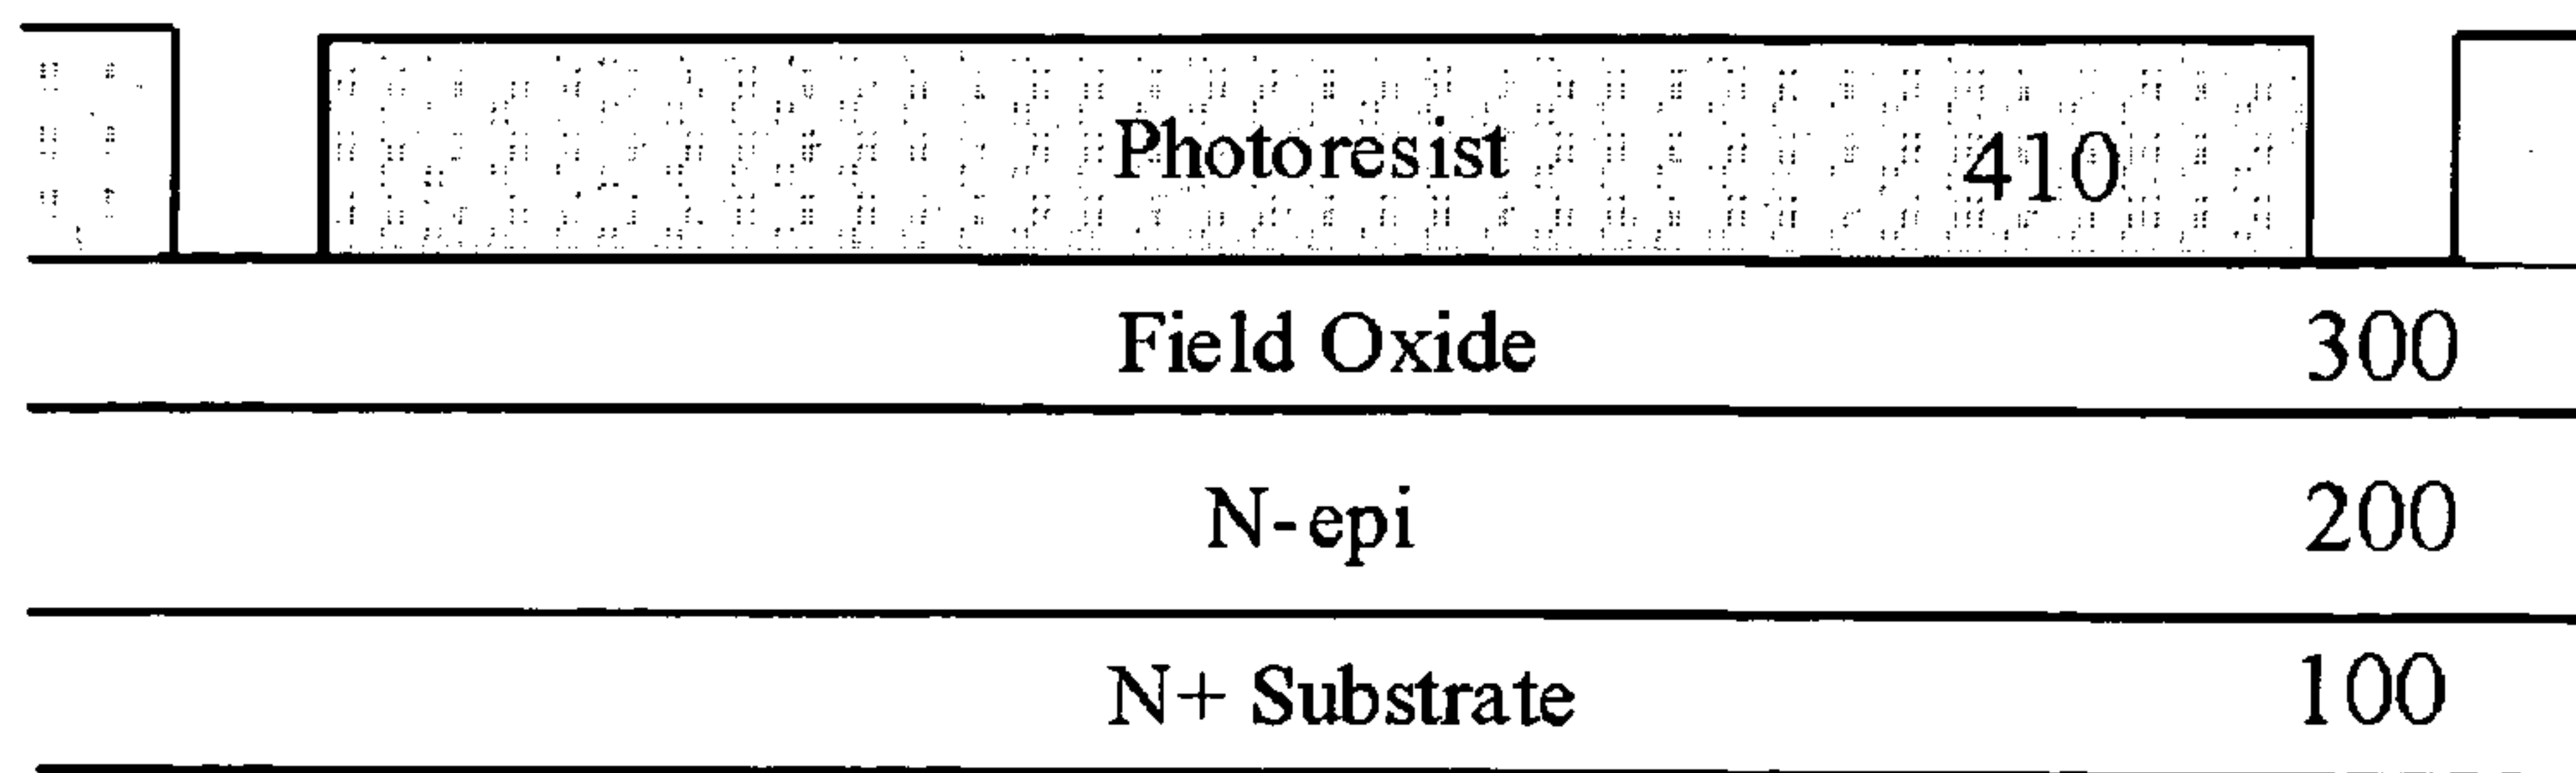 Photoresist 410
Field Oxide 300
N-epi 200
N+ Substrate 100